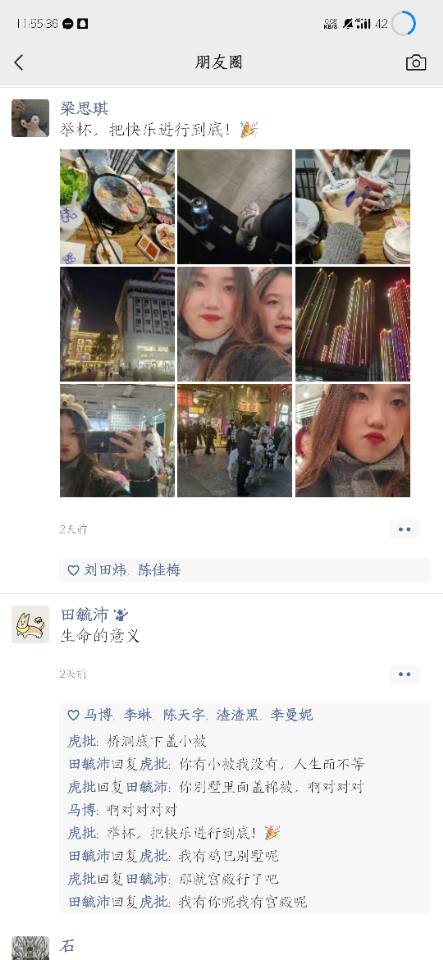 11:55:36
0.02 KB/S
42
朋友圈
梁思琪
举杯，把快乐进行到底！🎉
2天前
刘田炜，陈佳梅
田毓沛
生命的意义
2天前
马博，李琳，陈天宇，渣渣黑，李曼妮
虎批：桥洞底下盖小被
田毓沛回复虎批：你有小被我没有，人生而不等
虎批回复田毓沛：你别墅里面盖棉被，啊对对对
马博：啊对对对对
虎批：举杯，把快乐进行到底！🎉
田毓沛回复虎批：我有鸡巴别墅呢
虎批回复田毓沛：那就宫殿行了吧
田毓沛回复虎批：我有你呢我有宫殿呢
石